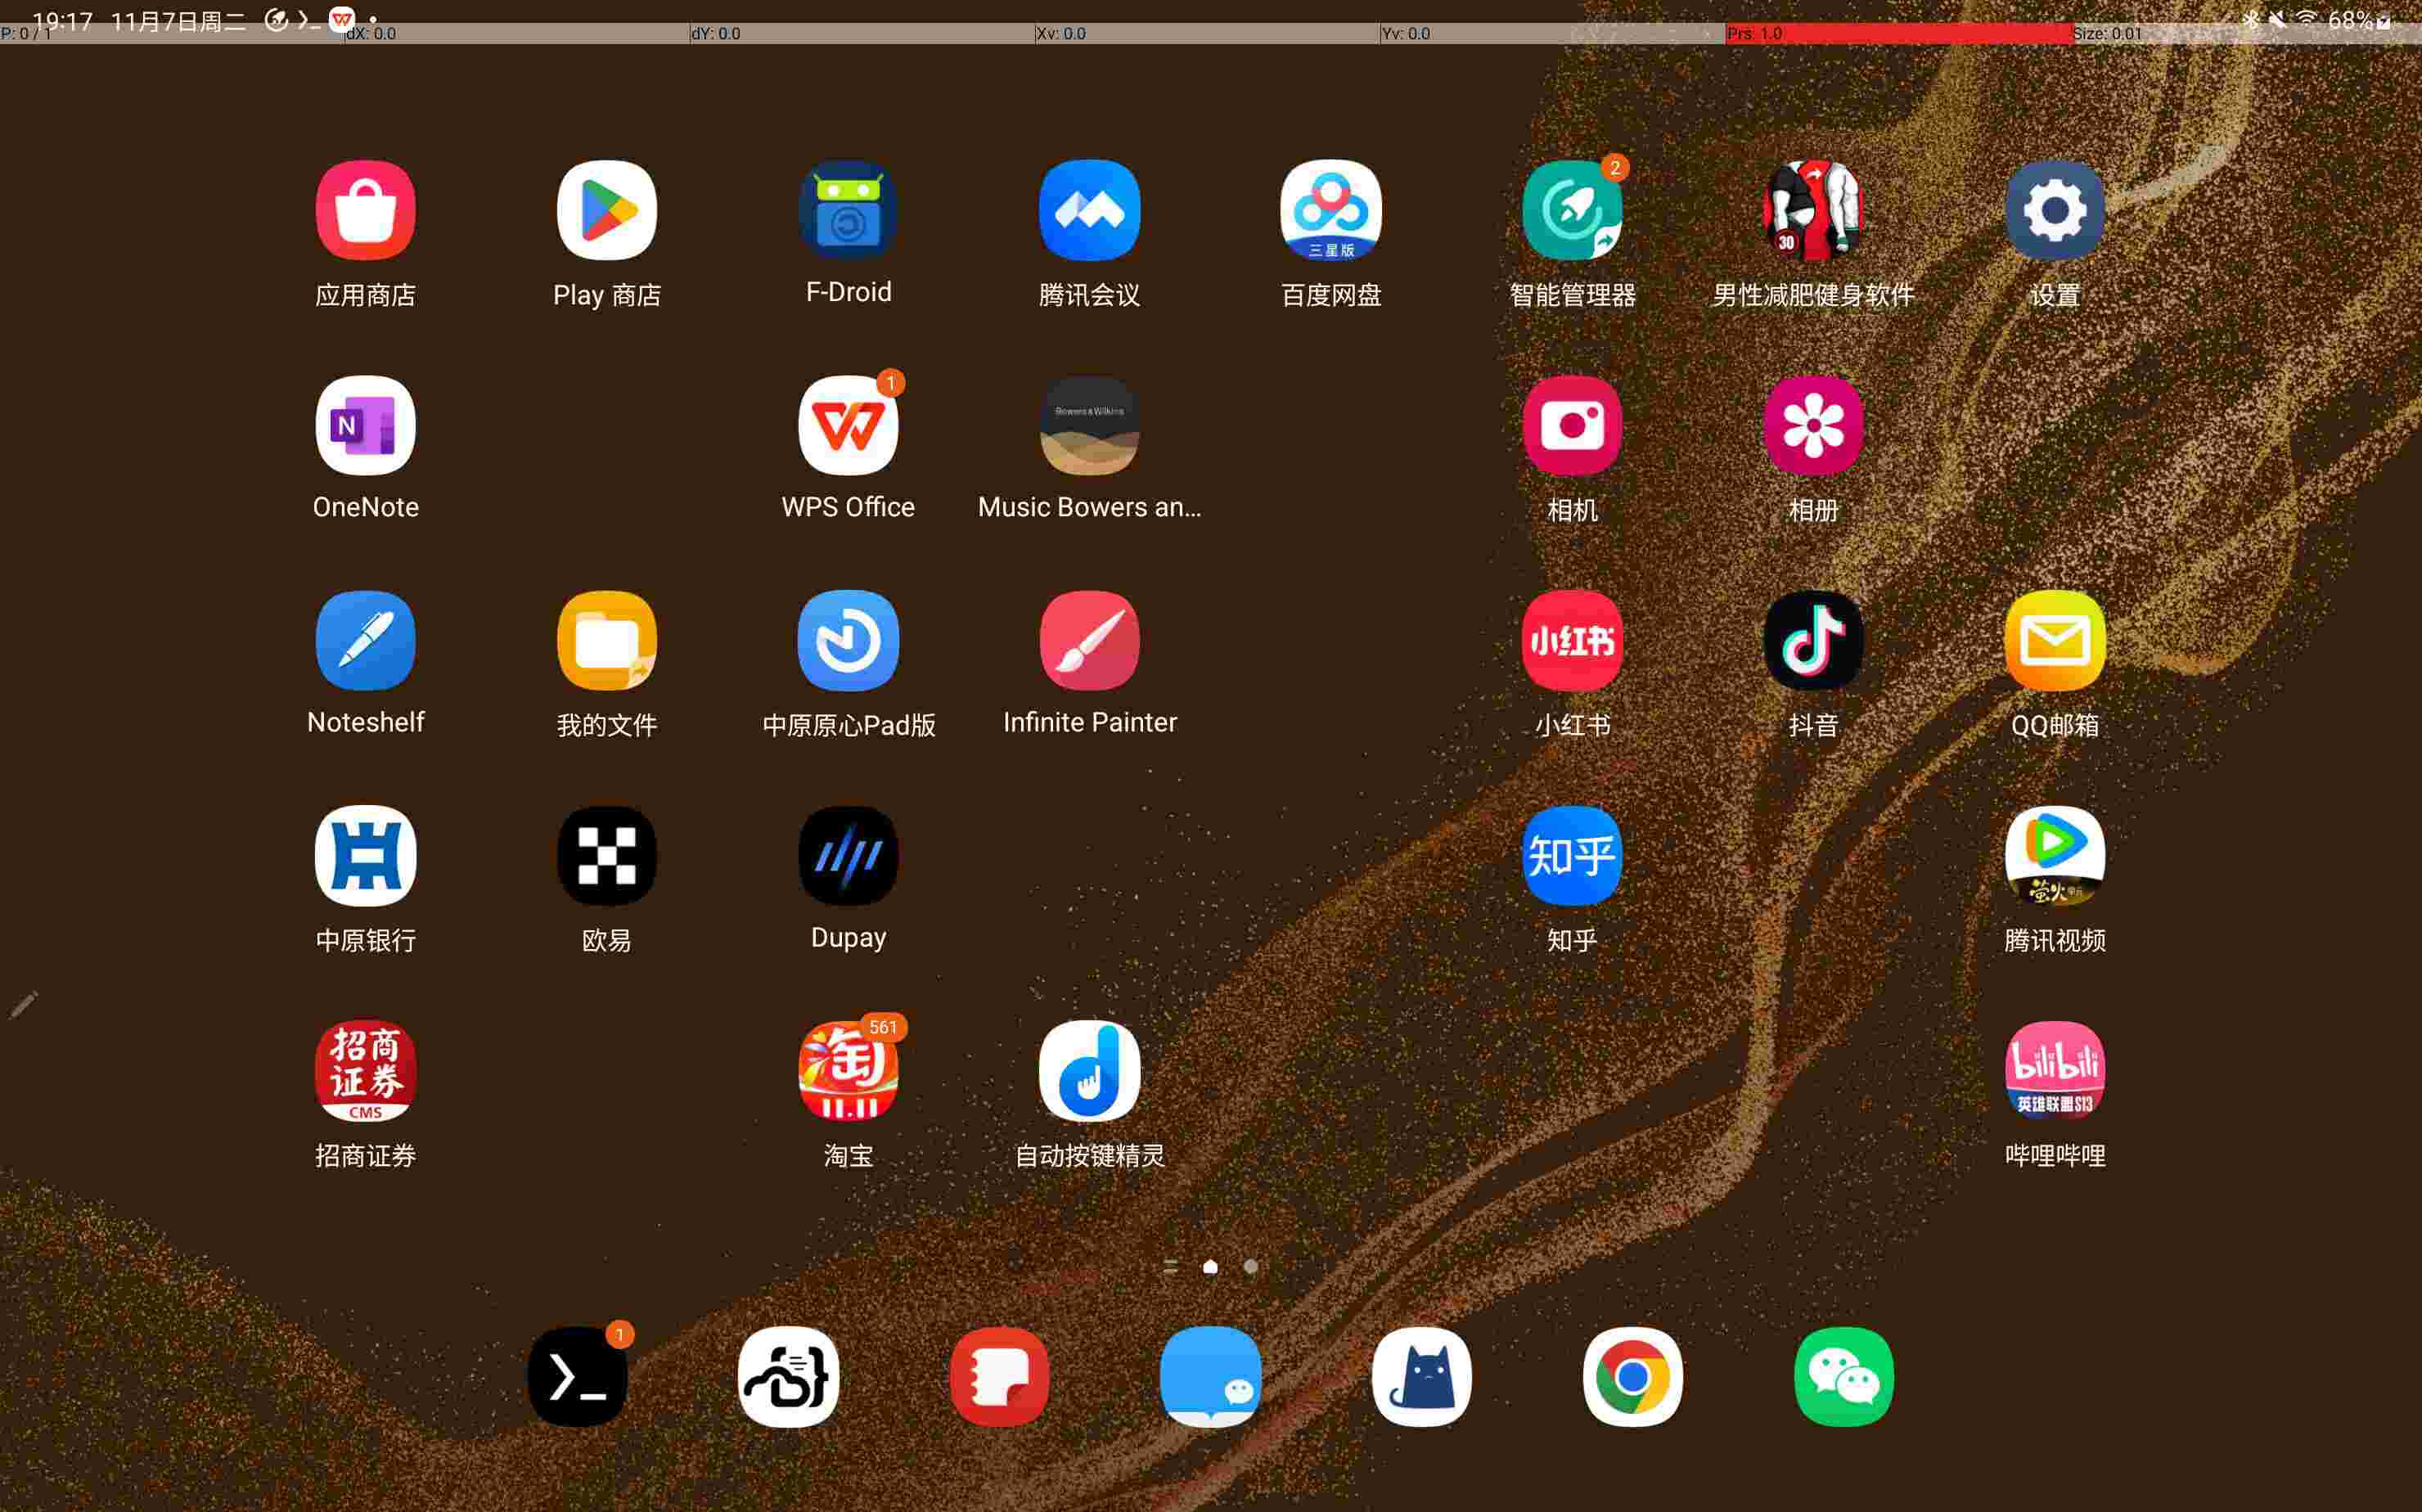 19:17 11月7日周二 68%
P: 0 / 1 dX: 0.0 dY: 0.0 Xv: 0.0 Yv: 0.0 Prs: 1.0 Size: 0.01
三星版
2
30
应用商店 Play 商店 F-Droid 腾讯会议 百度网盘 智能管理器 男性减肥健身软件 设置
N
1
Bowers & Wilkins
OneNote WPS Office Music Bowers an... 相机 相册
小红书
Noteshelf 我的文件 中原原心Pad版 Infinite Painter 小红书 抖音 QQ邮箱
知乎
萤火单元
中原银行 欧易 Dupay 知乎 腾讯视频
招商
证券
CMS
561
淘
11.11
bilibili
英雄联盟S13
招商证券 淘宝 自动按键精灵 哔哩哔哩
1